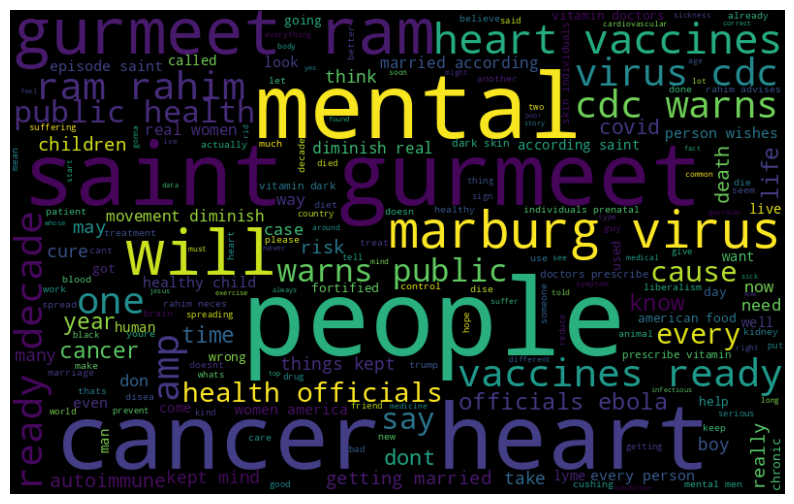 gurmeet ram
heart vaccines
vitamin doctors
cardiovascular
already
going
believe
said
sickness
correct
everything
body
better
age
yes
episode saint
called
look
married according
ram rahim
mental
virus cdc
let
soon
might
another
feel
think
done
rahim advises
lot
public health
cdc warns
suffering
real women
two
poor
story
found
skin individuals
covid
person wishes
children
actually
much
died
decade
diminish real
dark skin
according saint
fact
mean
start
data
saint gurmeet
death
life
die
seem
vitamin dark
thing
sign
common
patient
way
diet
country
healthy
doesn
individuals prenatal
guardian
whose
movement diminish
live
may
case
please
around
marburg virus
cure
treatment
cant
must
heart
never
will
risk
treat
type
guy
used
tell
mind
use
see
medical
want
got
blood
healthy child
warns public
cause
doctors prescribe
sick
work
rahim neces
fortified
control
dise
someone
liberalism
give
now
spread
jesus
exercise
suffer
symptom
told
reduce
day
one
people
know
need
ready decade
year
human
spreading
brain
always
hope
american food
cancer
black
youre
time
every
well
many
make
amp
wrong
animal
kidney
prescribe vitamin
marriage
thats
don
doesnt
things kept
trump
different
right
put
even
disea
whats
top
drug
vaccines ready
world
prevent
come
kind
health officials
women america
friend
medicine
officials ebola
help
infectious
long
serious
man
cancer heart
say
boy
keep
really
chronic
care
new
bad
dont
getting
autoimmune
kept mind
good
getting married
take
lyme
every person
cushing
condition
mental men